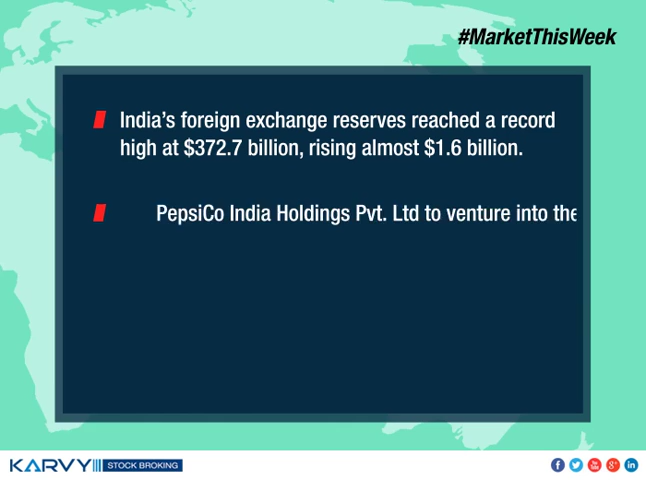 #MarketThisWeek
India's foreign exchange reserves reached a record
high at $372.7 billion, rising almost $1.6 billion.
PepsiCo India Holdings Pvt. Ltd to venture into the
KARVY STOCK BROKING